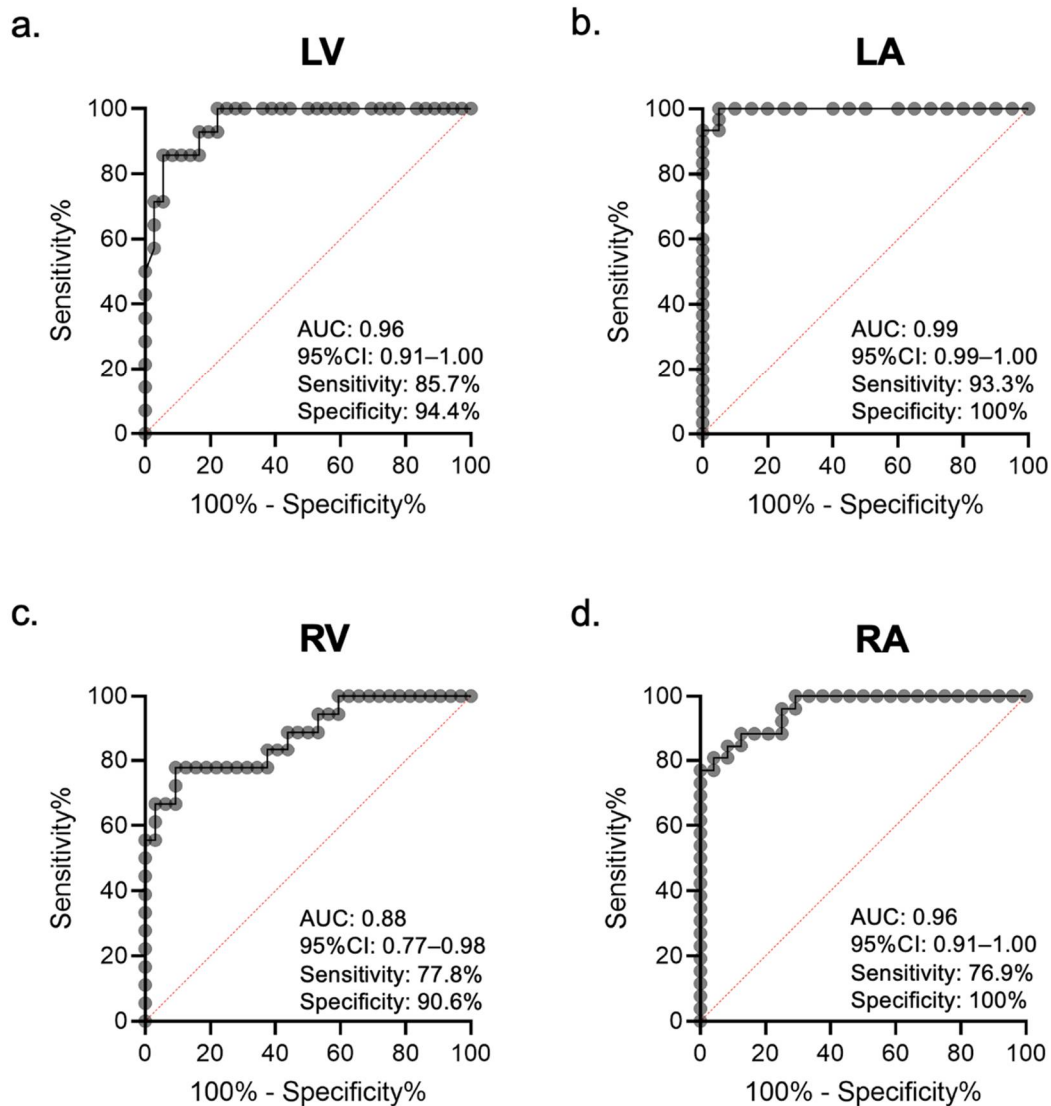 a.
LV
Sensitivity%
100
80
60
40
20
0
AUC: 0.96
95%CI: 0.91–1.00
Sensitivity: 85.7%
Specificity: 94.4%
0 20 40 60 80 100
100% - Specificity%
b.
LA
Sensitivity%
100
80
60
40
20
0
AUC: 0.99
95%CI: 0.99–1.00
Sensitivity: 93.3%
Specificity: 100%
0 20 40 60 80 100
100% - Specificity%
c.
RV
Sensitivity%
100
80
60
40
20
0
AUC: 0.88
95%CI: 0.77–0.98
Sensitivity: 77.8%
Specificity: 90.6%
0 20 40 60 80 100
100% - Specificity%
d.
RA
Sensitivity%
100
80
60
40
20
0
AUC: 0.96
95%CI: 0.91–1.00
Sensitivity: 76.9%
Specificity: 100%
0 20 40 60 80 100
100% - Specificity%